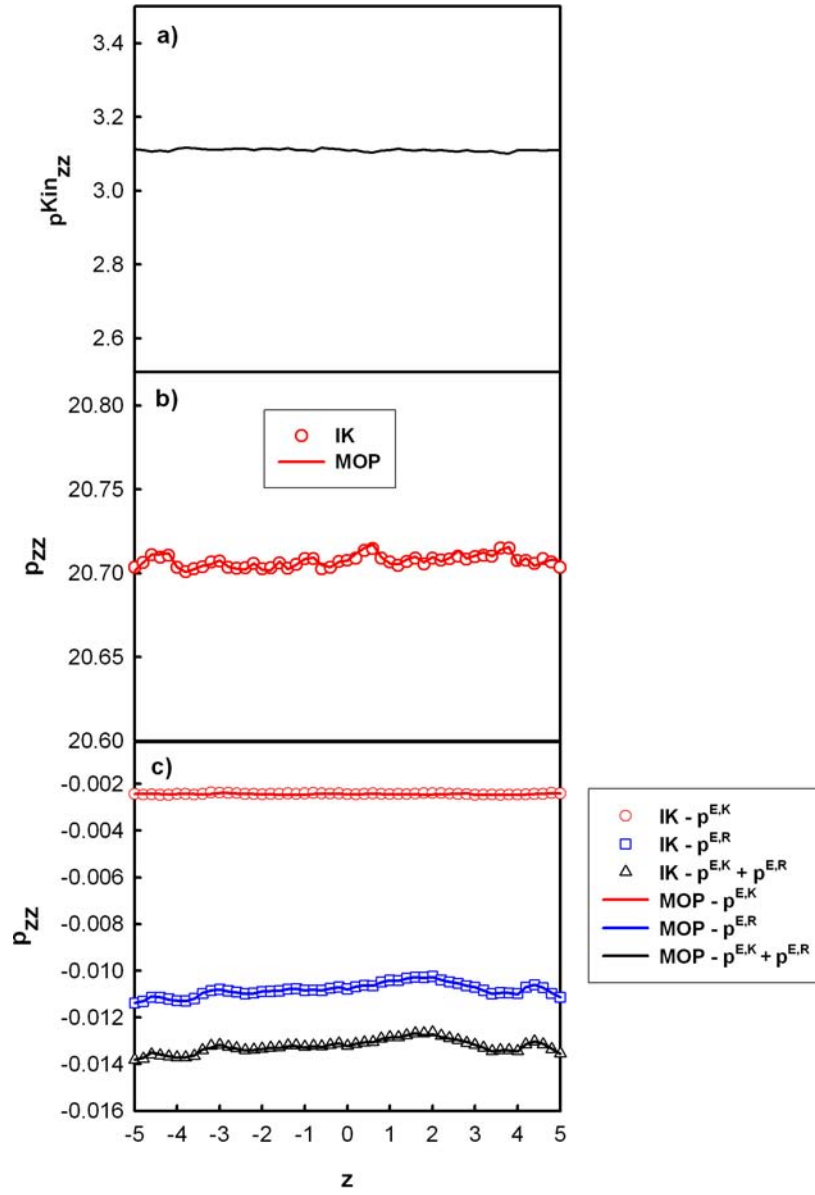 a)
3.4
3.2
3.0
2.8
2.6
pKin zz
b)
20.80
20.75
20.70
20.65
20.60
pzz
IK
MOP
c)
-0.002
-0.004
-0.006
-0.008
-0.010
-0.012
-0.014
-0.016
pzz
-5 -4 -3 -2 -1 0 1 2 3 4 5
z
IK - pE,K
IK - pE,R
IK - pE,K + pE,R
MOP - pE,K
MOP - pE,R
MOP - pE,K + pE,R